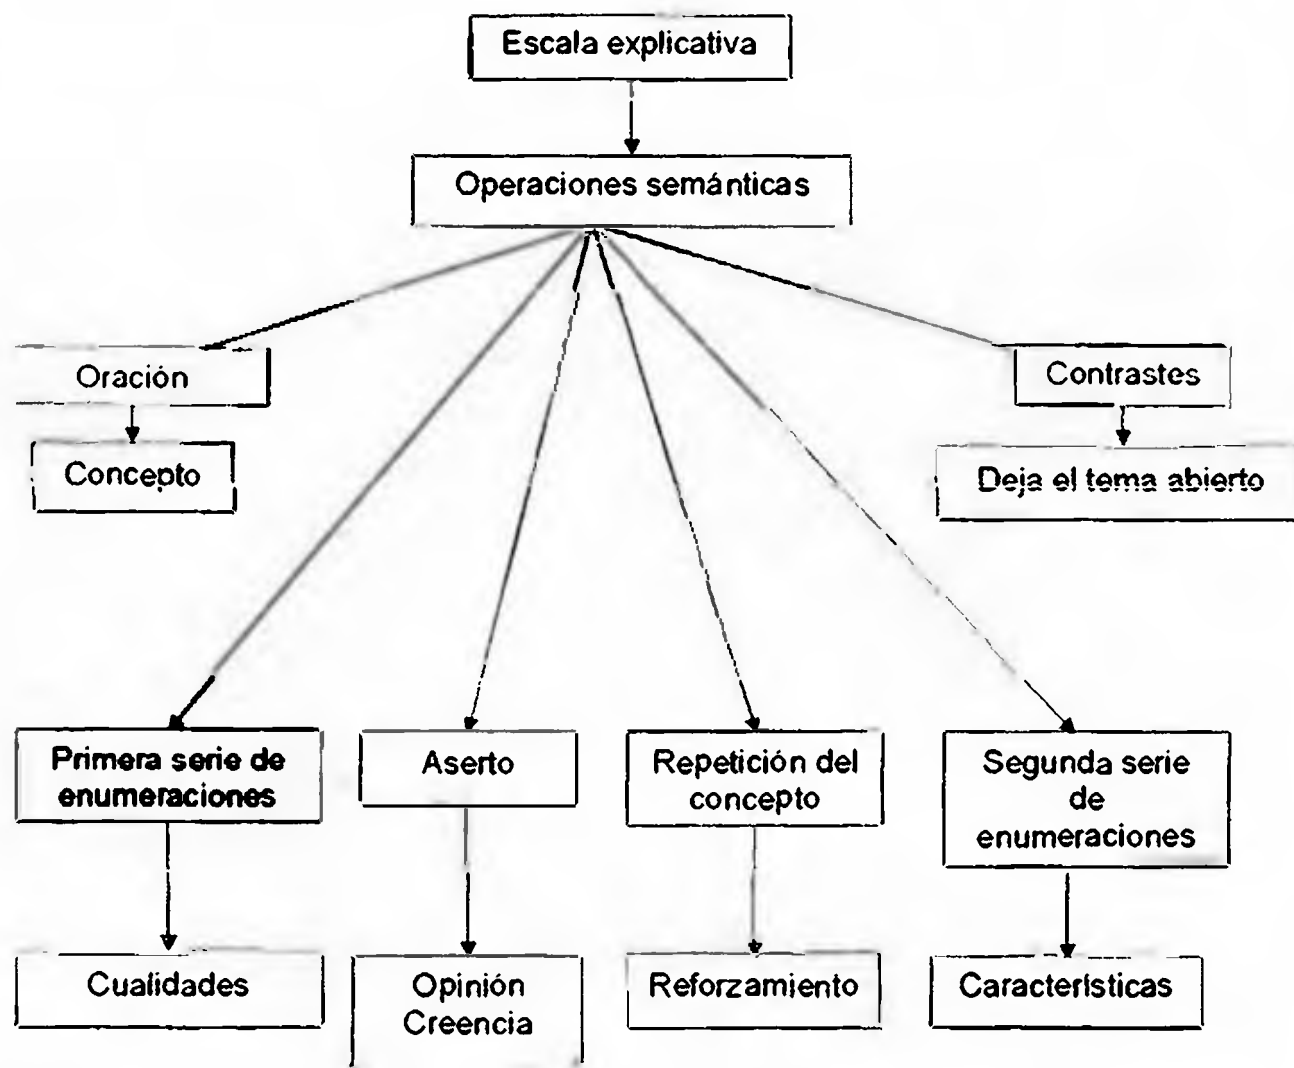 Escala explicativa
Operaciones semánticas
Oración
Contrastes
Concepto
Deja el tema abierto
Primera serie de
enumeraciones
Aserto
Repetición del
concepto
Segunda serie
de
enumeraciones
Cualidades
Opinión
Creencia
Reforzamiento
Características